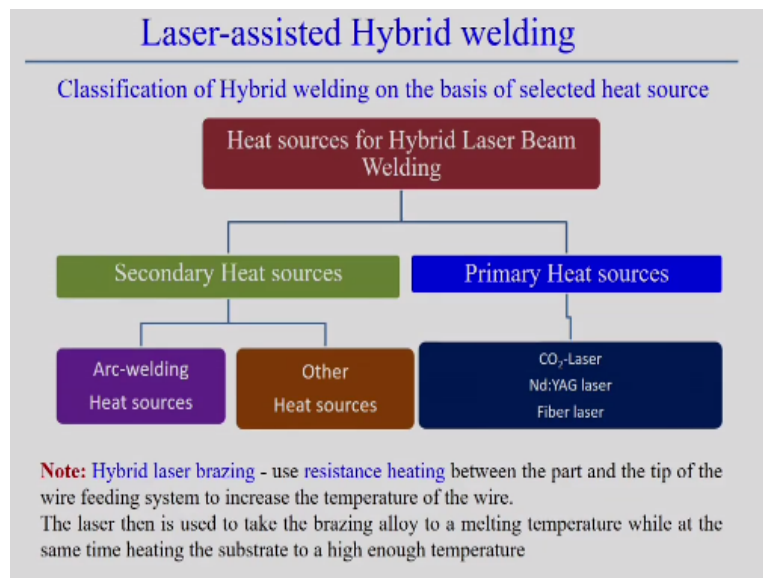 Laser-assisted Hybrid welding
Classification of Hybrid welding on the basis of selected heat source
Heat sources for Hybrid Laser Beam
Welding
Secondary Heat sources
Primary Heat sources
Arc-welding
Heat sources
Other
Heat sources
CO₂-Laser
Nd:YAG laser
Fiber laser
Note: Hybrid laser brazing - use resistance heating between the part and the tip of the
wire feeding system to increase the temperature of the wire.
The laser then is used to take the brazing alloy to a melting temperature while at the
same time heating the substrate to a high enough temperature